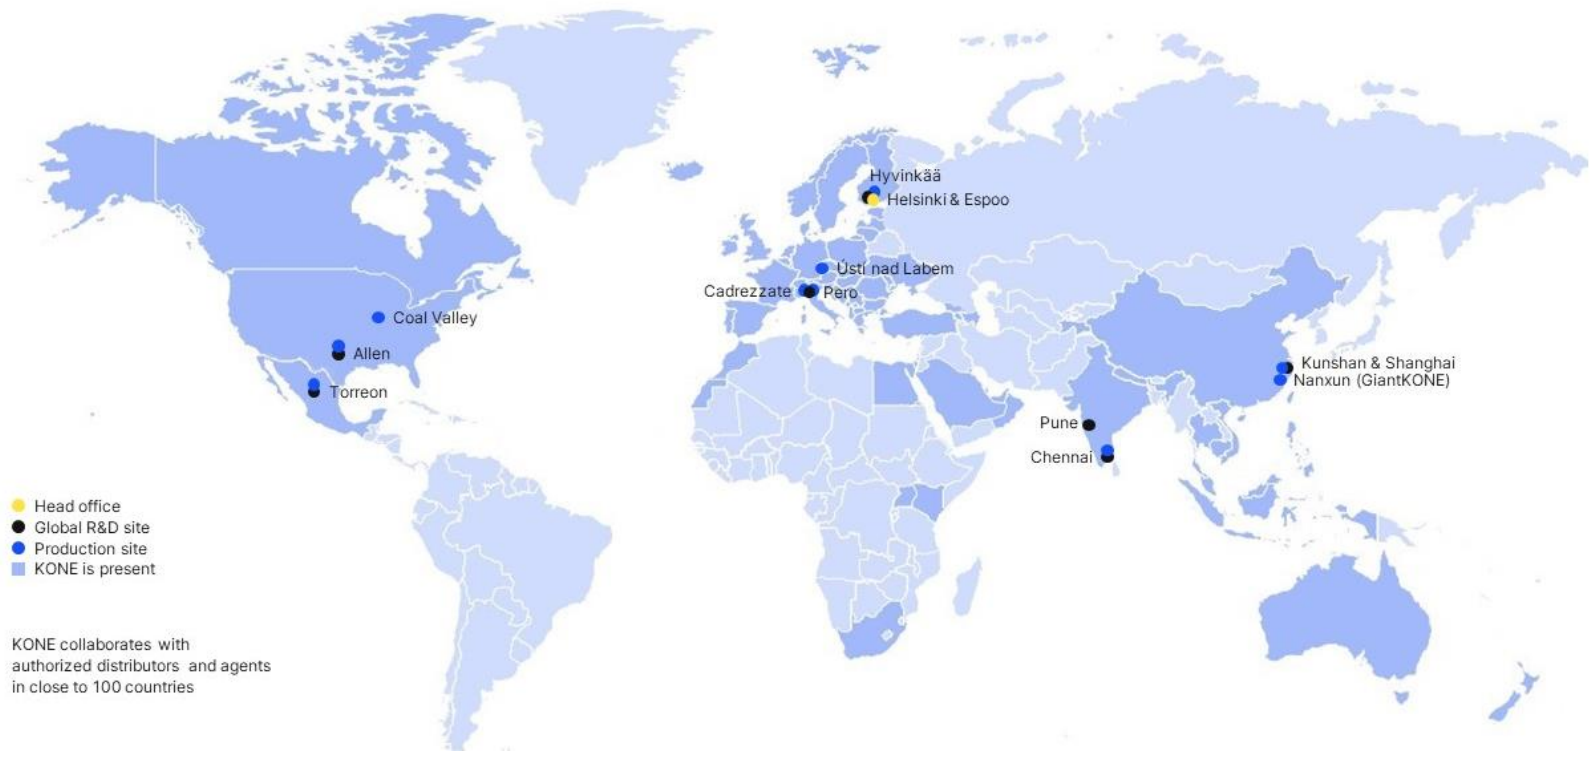 Hyvinkää
Helsinki & Espoo
Ústí nad Labem
Cadrezzate
Pero
Coal Valley
Allen
Torreon
Kunshan & Shanghai
Nanxun (GiantKONE)
Pune
Chennai
Head office
Global R&D site
Production site
KONE is present
KONE collaborates with
authorized distributors and agents
in close to 100 countries